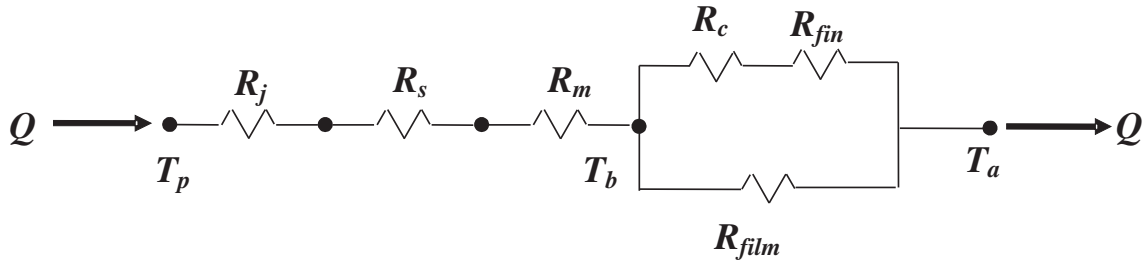 R_c R_fin
R_j R_s R_m
Q Q
T_p T_b T_a
R_film